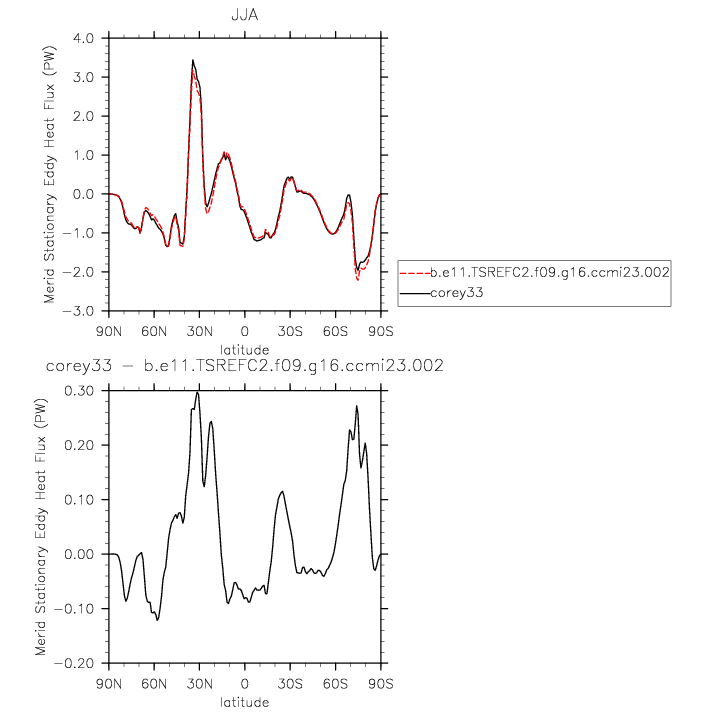 JJA
Merid Stationary Eddy Heat Flux (PW)
4.0
3.0
2.0
1.0
0.0
−1.0
−2.0
−3.0
90N 60N 30N 0 30S 60S 90S
latitude
b.e11.TSREFC2.f09.g16.ccmi23.002
corey33
corey33 − b.e11.TSREFC2.f09.g16.ccmi23.002
Merid Stationary Eddy Heat Flux (PW)
0.30
0.20
0.10
0.00
−0.10
−0.20
90N 60N 30N 0 30S 60S 90S
latitude